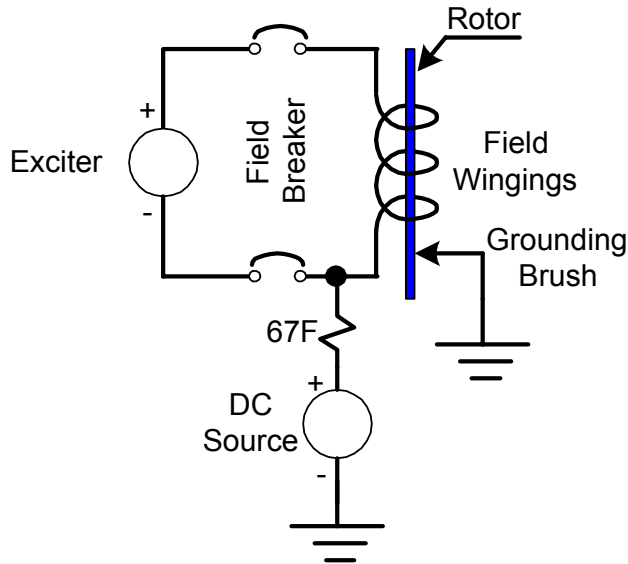 Rotor
+
Exciter
-
Field
Breaker
Field
Wingings
Grounding
Brush
67F
+
DC
Source
-